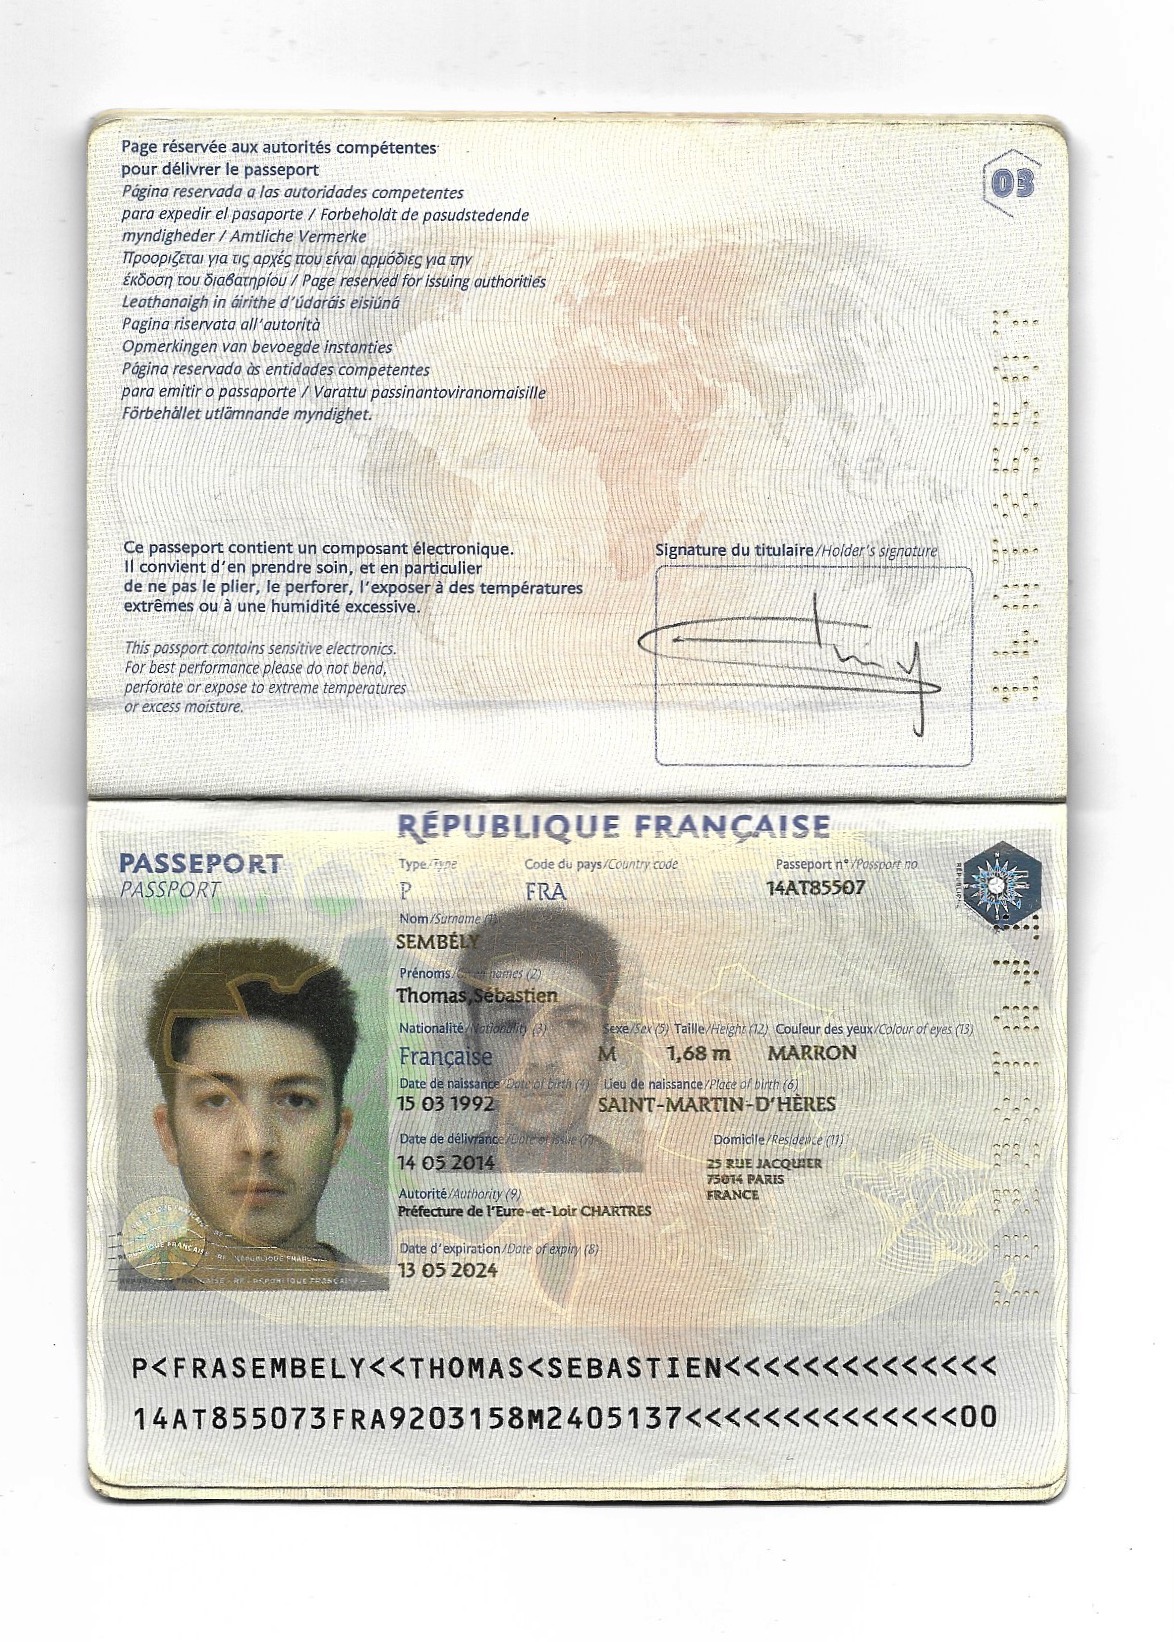 Page réservée aux autorités compétentes
pour délivrer le passeport
Página reservada a las autoridades competentes
para expedir el pasaporte / Forbeholdt de pasudstedende
myndigheder / Amtliche Vermerke
Προορίζεται για τις αρχές που είναι αρμόδιες για την
έκδοση του διαβατηρίου / Page reserved for issuing authorities
Leathanaigh in áirithe d'údaráis eisiúná
Pagina riservata all'autorità
Opmerkingen van bevoegde instanties
Página reservada às entidades competentes
para emitir o passaporte / Varattu passinantoviranomaisille
Förbehållet utlämnande myndighet.
03
14AT85507
Ce passeport contient un composant électronique.
Il convient d'en prendre soin, et en particulier
de ne pas le plier, le perforer, l'exposer à des températures
extrêmes ou à une humidité excessive.
This passport contains sensitive electronics.
For best performance please do not bend,
perforate or expose to extreme temperatures
or excess moisture.
Signature du titulaire/Holder's signature
RÉPUBLIQUE FRANÇAISE
PASSEPORT
PASSPORT
Type/Type Code du pays/Country code Passeport n°/Passport no
P FRA 14AT85507
Nom/Surname (1)
SEMBÉLY
Prénoms/Given names (2)
Thomas,Sébastien
Nationalité/Nationality (3) Sexe/Sex (5) Taille/Height (12) Couleur des yeux/Colour of eyes (13)
Française M 1,68 m MARRON
Date de naissance/Date of birth (4) Lieu de naissance/Place of birth (6)
15 03 1992 SAINT-MARTIN-D'HÈRES
Date de délivrance/Date of issue (7) Domicile/Residence (11)
14 05 2014 25 RUE JACQUIER
75014 PARIS
FRANCE
Autorité/Authority (9)
Préfecture de l'Eure-et-Loir CHARTRES
Date d'expiration/Date of expiry (8)
13 05 2024
P<FRASEMBELY<<THOMAS<SEBASTIEN<<<<<<<<<<<<<<
14AT855073FRA9203158M2405137<<<<<<<<<<<<<<00